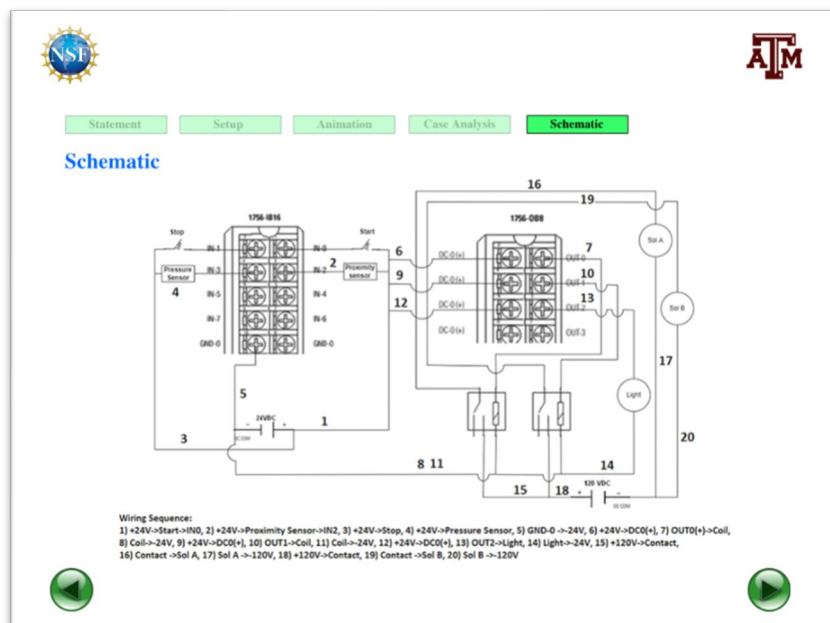 NSF
ATM
Statement
Setup
Animation
Case Analysis
Schematic
Schematic
16
19
1756-IB16
1756-OB8
Stop
Start
7
Sol A
IN-1
IN-0
6
DC-0(+)
OUT-0
2
Pressure
Sensor
IN-3
IN-2
Proximity
sensor
9
DC-0(+)
10
OUT-1
4
IN-5
IN-4
12
DC-0(+)
13
OUT-2
Sol B
IN-7
IN-6
DC-0(+)
OUT-3
GND-0
GND-0
17
5
Light
24VDC
1
- +
DC COM
3
20
8 11
14
120 VDC
15
18
+ -
DC COM
Wiring Sequence:
1) +24V->Start->IN0, 2) +24V->Proximity Sensor->IN2, 3) +24V->Stop, 4) +24V->Pressure Sensor, 5) GND-0 ->-24V, 6) +24V->DC0(+), 7) OUT0(+)->Coil,
8) Coil->-24V, 9) +24V->DC0(+), 10) OUT1->Coil, 11) Coil->-24V, 12) +24V->DC0(+), 13) OUT2->Light, 14) Light->-24V, 15) +120V->Contact,
16) Contact ->Sol A, 17) Sol A ->-120V, 18) +120V->Contact, 19) Contact ->Sol B, 20) Sol B ->-120V